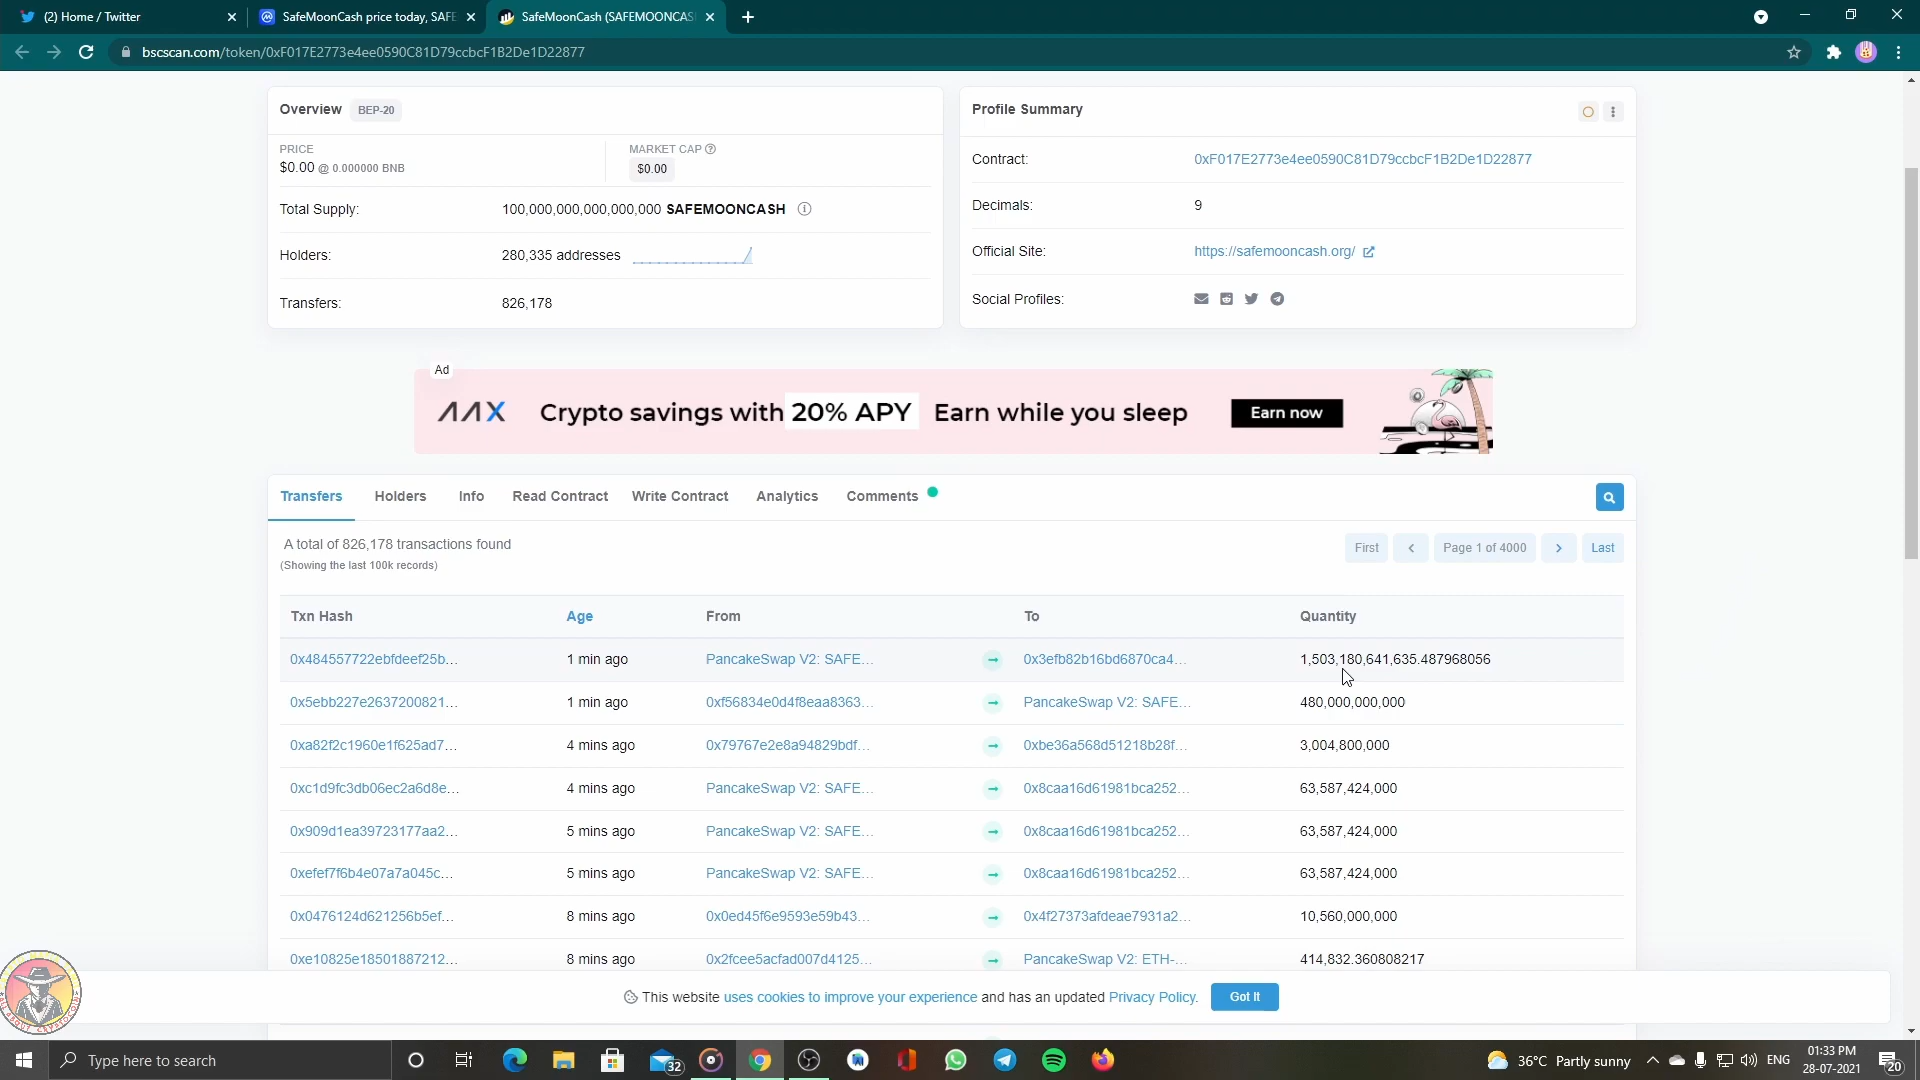 (2) Home / Twitter
SafeMoonCash price today, SAFE
SafeMoonCash (SAFEMOONCAS
bscscan.com/token/0xF017E2773e4ee0590C81D79ccbcF1B2De1D22877
Overview BEP-20
PRICE
$0.00 @ 0.000000 BNB
MARKET CAP
$0.00
Total Supply: 100,000,000,000,000,000 SAFEMOONCASH
Holders: 280,335 addresses
Transfers: 826,178
Profile Summary
Contract: 0xF017E2773e4ee0590C81D79ccbcF1B2De1D22877
Decimals: 9
Official Site: https://safemooncash.org/
Social Profiles:
Ad
AAX Crypto savings with 20% APY Earn while you sleep Earn now
Transfers Holders Info Read Contract Write Contract Analytics Comments
A total of 826,178 transactions found
(Showing the last 100k records)
First Page 1 of 4000 Last
Txn Hash Age From To Quantity
0x484557722ebfdeef25b... 1 min ago PancakeSwap V2: SAFE... 0x3efb82b16bd6870ca4... 1,503,180,641,635.487968056
0x5ebb227e2637200821... 1 min ago 0xf56834e0d4f8eaa8363... PancakeSwap V2: SAFE... 480,000,000,000
0xa82f2c1960e1f625ad7... 4 mins ago 0x79767e2e8a94829bdf... 0xbe36a568d51218b28f... 3,004,800,000
0xc1d9fc3db06ec2a6d8e... 4 mins ago PancakeSwap V2: SAFE... 0x8caa16d61981bca252... 63,587,424,000
0x909d1ea39723177aa2... 5 mins ago PancakeSwap V2: SAFE... 0x8caa16d61981bca252... 63,587,424,000
0xefef7f6b4e07a7a045c... 5 mins ago PancakeSwap V2: SAFE... 0x8caa16d61981bca252... 63,587,424,000
0x0476124d621256b5ef... 8 mins ago 0x0ed45f6e9593e59b43... 0x4f27373afdeae7931a2... 10,560,000,000
0xe10825e18501887212... 8 mins ago 0x2fcee5acfad007d4125... PancakeSwap V2: ETH-... 414,832.360808217
This website uses cookies to improve your experience and has an updated Privacy Policy. Got It
Type here to search
32
36°C Partly sunny
ENG
01:33 PM
28-07-2021
20